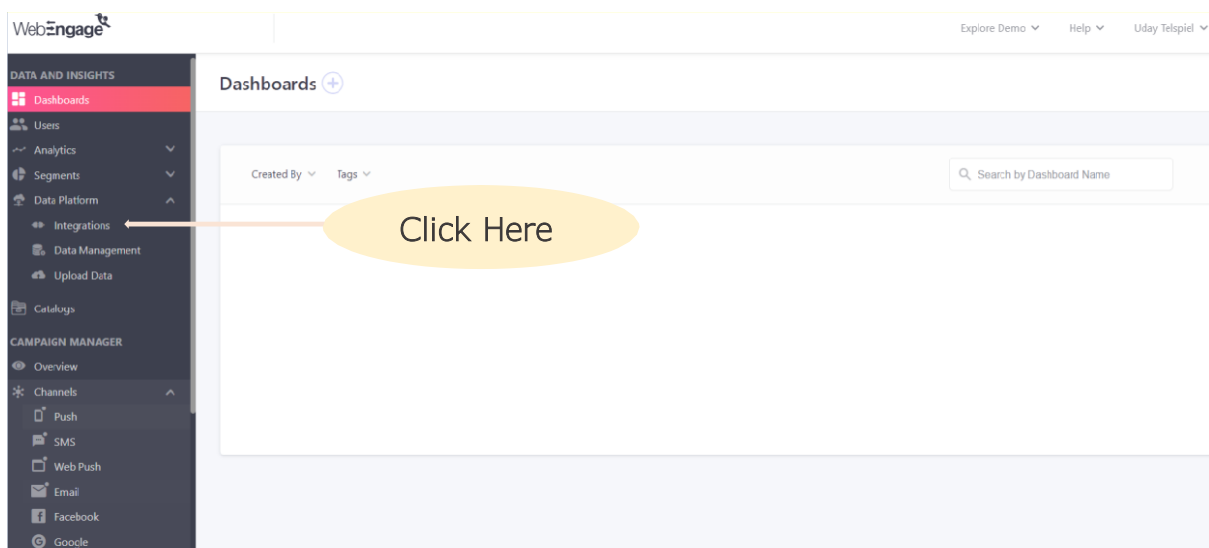 WebEngage
Explore Demo
Help
Uday Telspiel
DATA AND INSIGHTS
Dashboards
Users
Analytics
Segments
Data Platform
Integrations
Data Management
Upload Data
Catalogs
CAMPAIGN MANAGER
Overview
Channels
Push
SMS
Web Push
Email
Facebook
Google
Dashboards
Created By
Tags
Search by Dashboard Name
Click Here